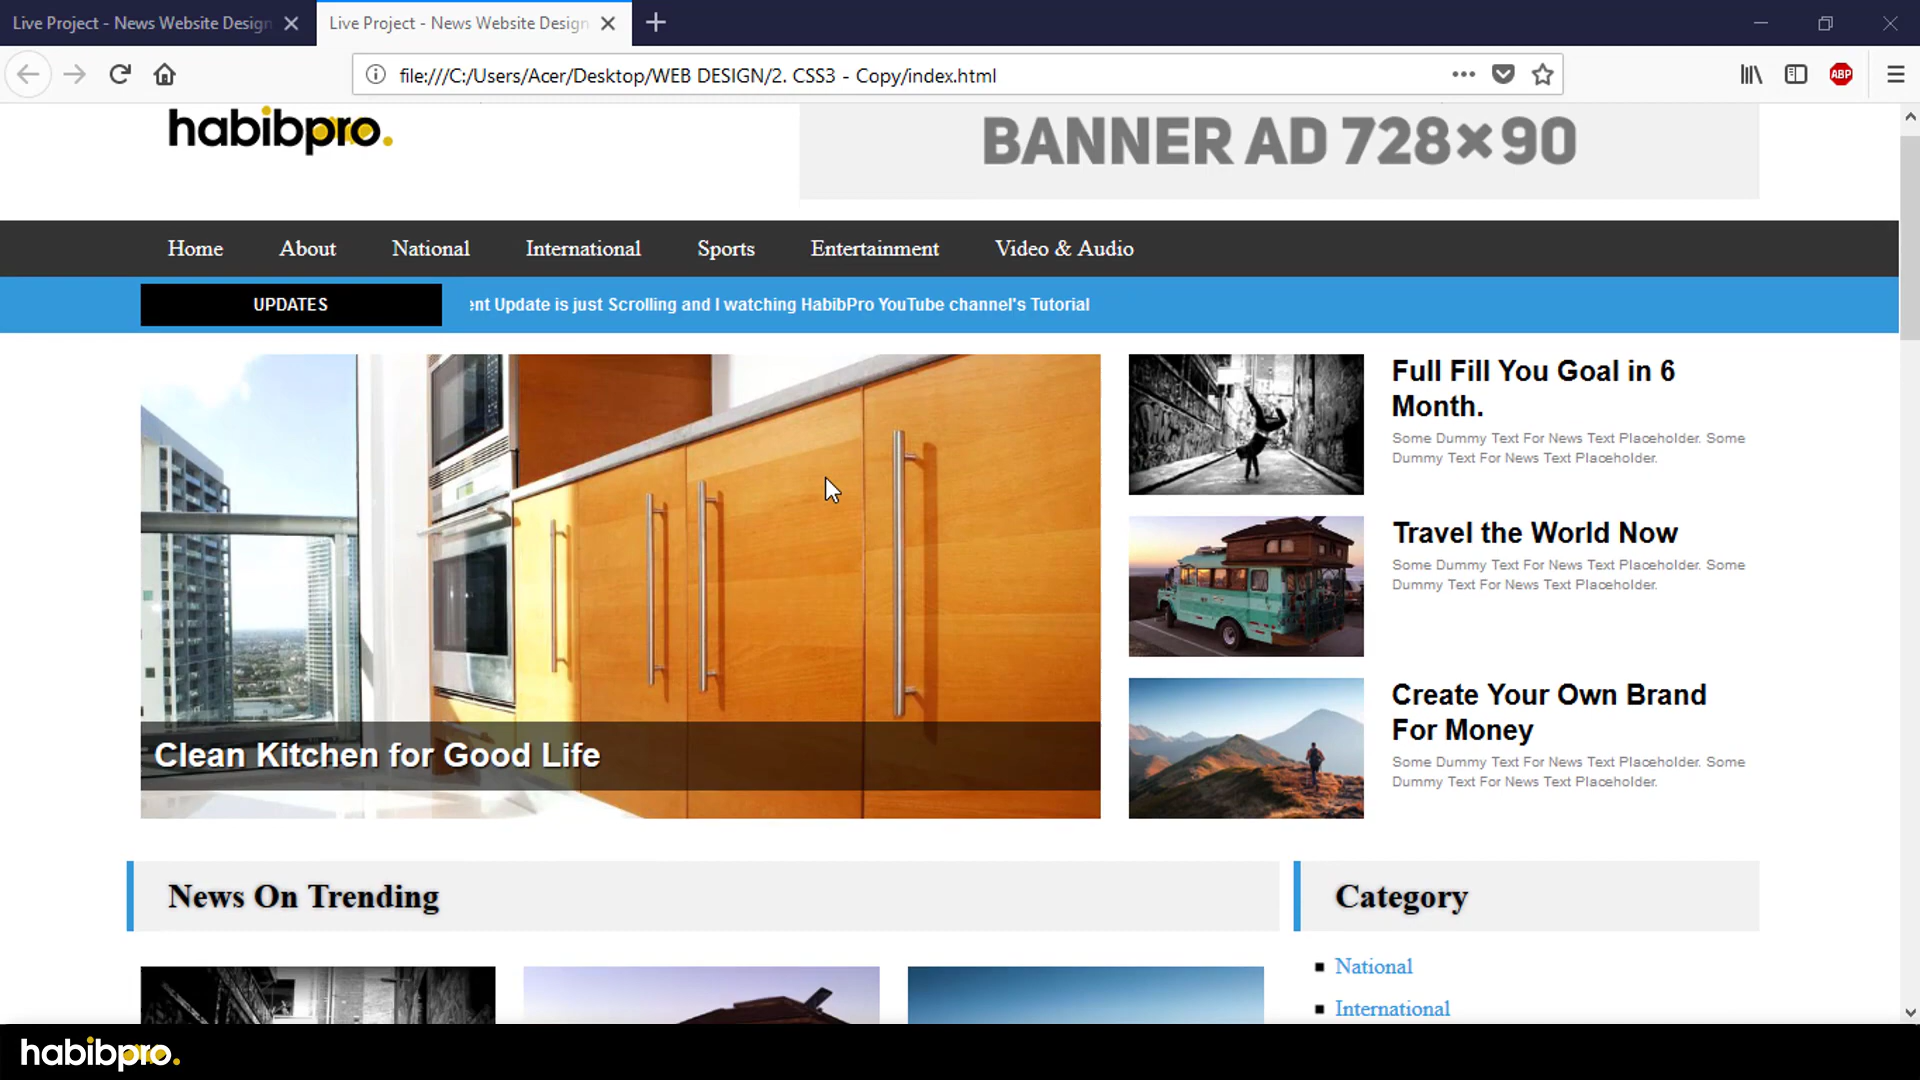 Live Project - News Website Design
Live Project - News Website Design
file:///C:/Users/Acer/Desktop/WEB DESIGN/2. CSS3 - Copy/index.html
ABP
habibpro.
BANNER AD 728×90
Home About National International Sports Entertainment Video & Audio
UPDATES
ent Update is just Scrolling and I watching HabibPro YouTube channel's Tutorial
Full Fill You Goal in 6
Month.
Some Dummy Text For News Text Placeholder. Some
Dummy Text For News Text Placeholder.
Travel the World Now
Some Dummy Text For News Text Placeholder. Some
Dummy Text For News Text Placeholder.
Create Your Own Brand
For Money
Some Dummy Text For News Text Placeholder. Some
Dummy Text For News Text Placeholder.
Clean Kitchen for Good Life
News On Trending
Category
National
International
habibpro.